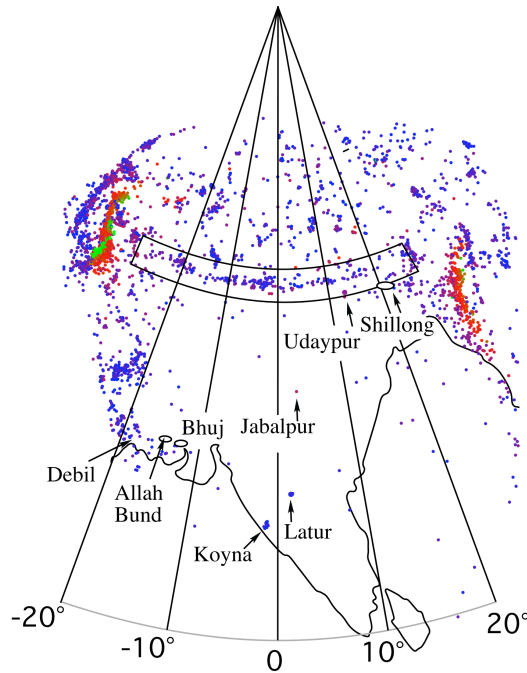 Shillong
Udaypur
Bhuj
Jabalpur
Debil
Allah
Bund
Latur
Koyna
-20°
20°
-10°
10°
0